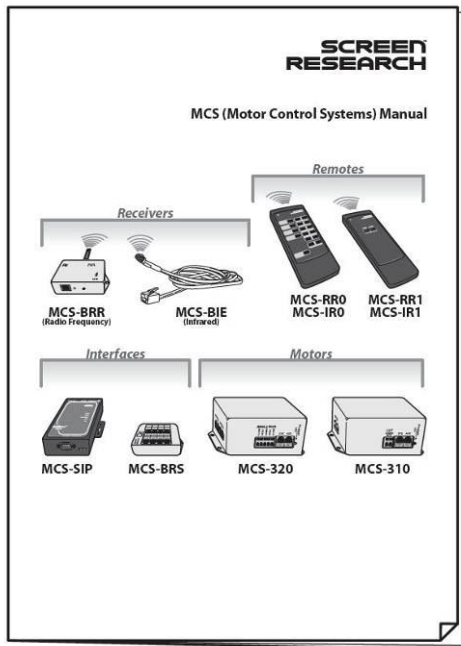 SCREEN
RESEARCH
MCS (Motor Control Systems) Manual
Remotes
Receivers
MCS-BRR
(Radio Frequency)
MCS-BIE
(Infrared)
MCS-RR0
MCS-IR0
MCS-RR1
MCS-IR1
Interfaces
Motors
MCS-SIP
MCS-BRS
MCS-320
MCS-310